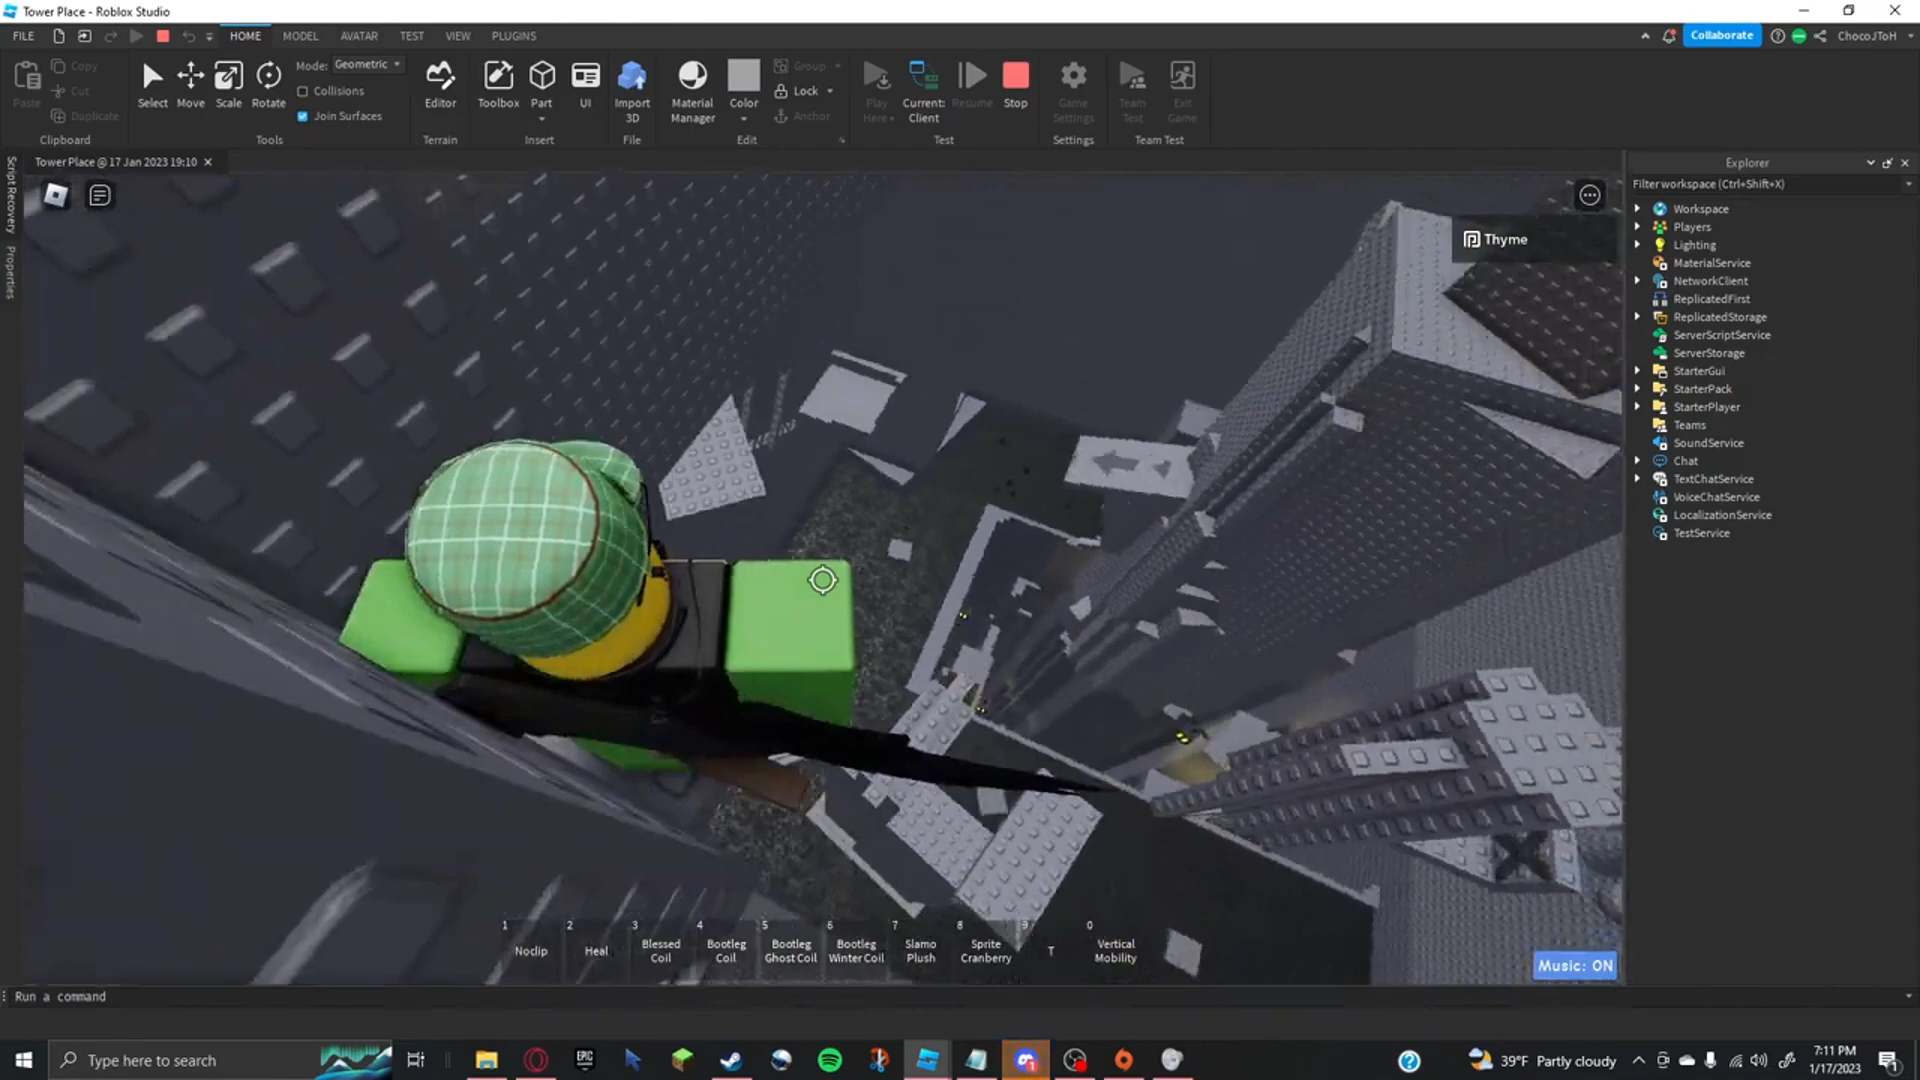 Tower Place - Roblox Studio
FILE HOME MODEL AVATAR TEST VIEW PLUGINS Collaborate ChocoJToH
Paste Copy Cut Duplicate Clipboard
Select Move Scale Rotate Mode: Geometric Collisions Join Surfaces Tools
Editor Terrain
Toolbox Part UI Insert
Import 3D File
Material Manager Color Group Lock Anchor Edit
Play Here Current: Client Resume Stop Test
Game Settings Settings
Team Test Exit Game Team Test
Tower Place @ 17 Jan 2023 19:10
Script Recovery
Properties
Explorer
Filter workspace (Ctrl+Shift+X)
Workspace
Players
Lighting
MaterialService
NetworkClient
ReplicatedFirst
ReplicatedStorage
ServerScriptService
ServerStorage
StarterGui
StarterPack
StarterPlayer
Teams
SoundService
Chat
TextChatService
VoiceChatService
LocalizationService
TestService
Thyme
1 Noclip
2 Heal
3 Blessed Coil
4 Bootleg Coil
5 Bootleg Ghost Coil
6 Bootleg Winter Coil
7 Slamo Plush
8 Sprite Cranberry
9 T
0 Vertical Mobility
Music: ON
Run a command
Type here to search
EPIC
39°F Partly cloudy
7:11 PM
1/17/2023